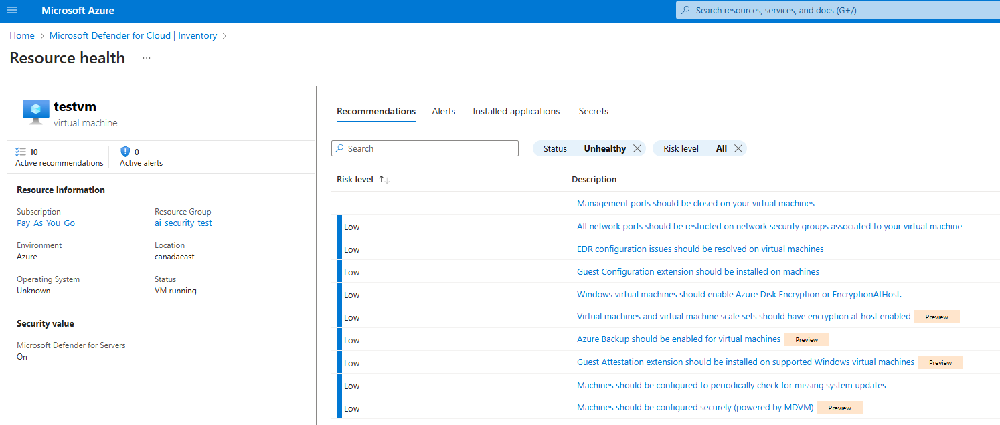 Microsoft Azure
Search resources, services, and docs (G+/)
Home > Microsoft Defender for Cloud | Inventory >
Resource health ...
testvm
virtual machine
10
Active recommendations
0
Active alerts
Resource information
Subscription
Pay-As-You-Go
Resource Group
ai-security-test
Environment
Azure
Location
canadaeast
Operating System
Unknown
Status
VM running
Security value
Microsoft Defender for Servers
On
Recommendations Alerts Installed applications Secrets
Search
Status == Unhealthy
Risk level == All
Risk level Description
Management ports should be closed on your virtual machines
Low All network ports should be restricted on network security groups associated to your virtual machine
Low EDR configuration issues should be resolved on virtual machines
Low Guest Configuration extension should be installed on machines
Low Windows virtual machines should enable Azure Disk Encryption or EncryptionAtHost.
Low Virtual machines and virtual machine scale sets should have encryption at host enabled Preview
Low Azure Backup should be enabled for virtual machines Preview
Low Guest Attestation extension should be installed on supported Windows virtual machines Preview
Low Machines should be configured to periodically check for missing system updates
Low Machines should be configured securely (powered by MDVM) Preview